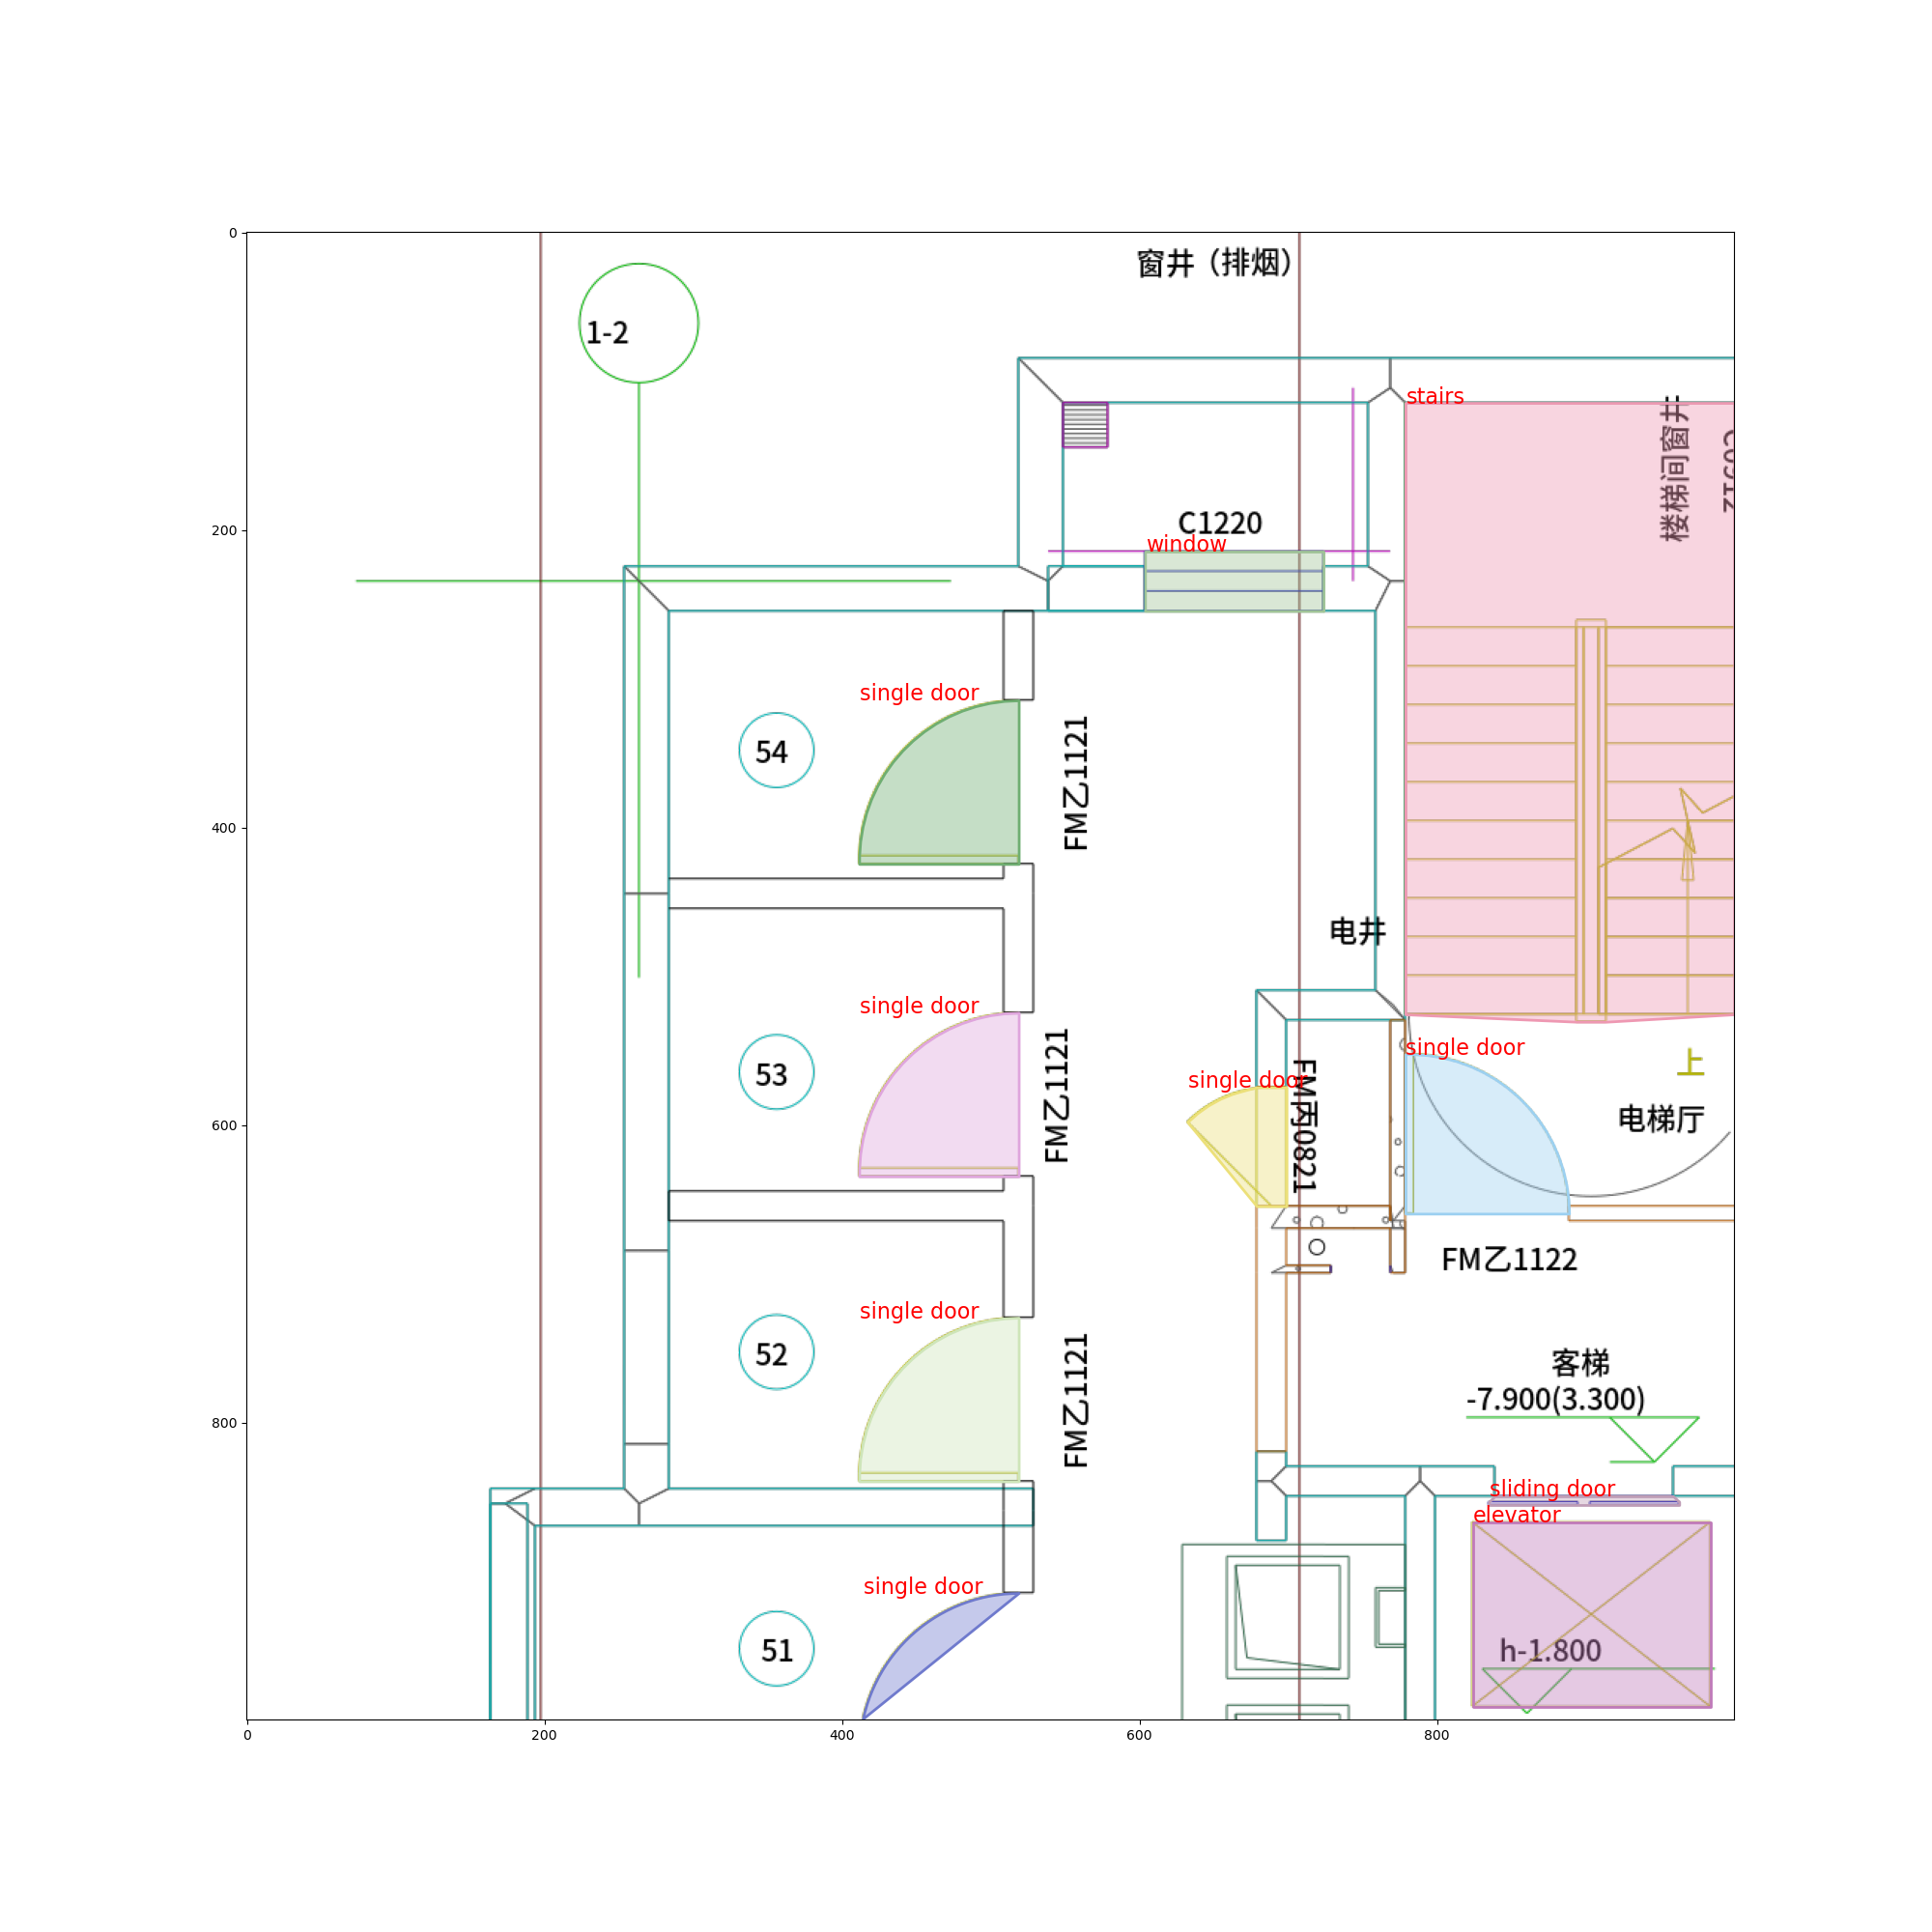 0
窗井（排烟）
1-2
stairs
楼梯间窗井
200
C1220
window
single door
54
FM乙1121
400
电井
single door
53
FM乙1121
single door
FM丙0821
single door
上
电梯厅
600
FM乙1122
single door
52
FM乙1121
客梯
-7.900(3.300)
800
sliding door
elevator
single door
51
h-1.800
0
200
400
600
800